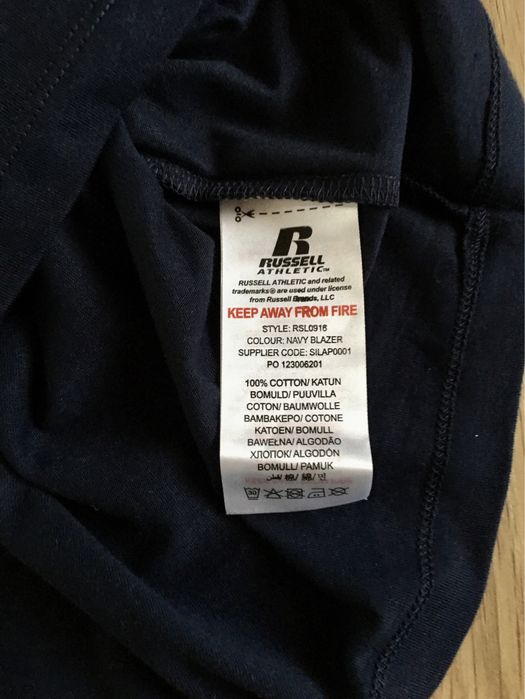 R
RUSSELL
ATHLETIC™
RUSSELL ATHLETIC and related
trademarks® are used under license
from Russell Brands, LLC
KEEP AWAY FROM FIRE
STYLE: RSL0916
COLOUR: NAVY BLAZER
SUPPLIER CODE: SILAP0001
PO 123006201
100% COTTON/ KATUN
BOMULD/ PUUVILLA
COTON/ BAUMWOLLE
BAMBAKEPO/ COTONE
KATOEN/ BOMULL
BAWEŁNA/ ALGODÃO
ХЛОПОК/ ALGODÓN
BOMULL/ PAMUK
30